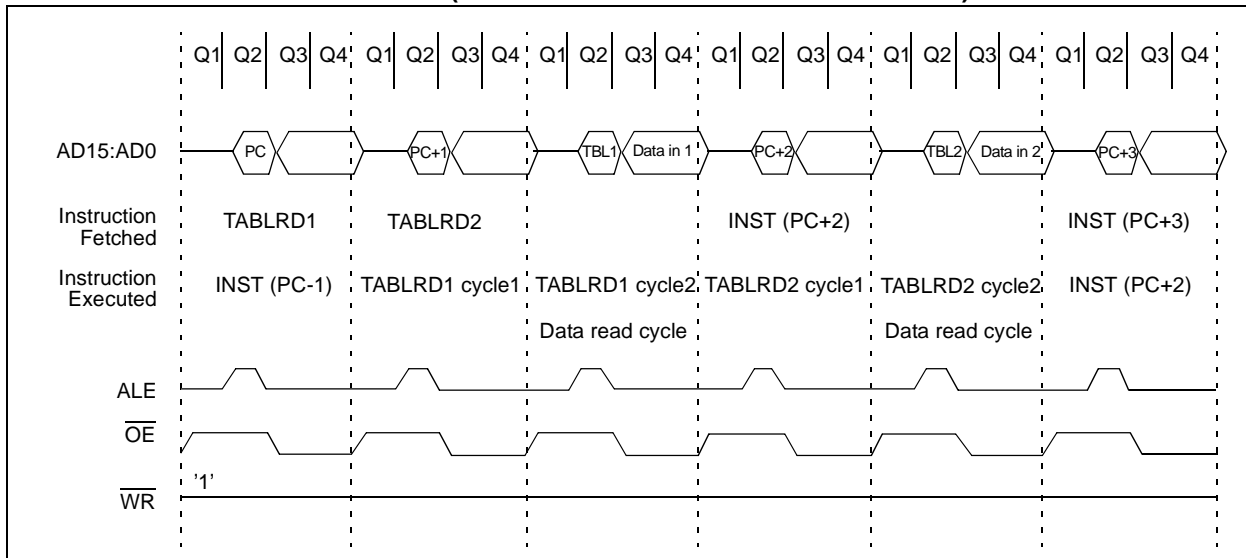 Q1 Q2 Q3 Q4 Q1 Q2 Q3 Q4 Q1 Q2 Q3 Q4 Q1 Q2 Q3 Q4 Q1 Q2 Q3 Q4 Q1 Q2 Q3 Q4
AD15:AD0 PC PC+1 TBL1 Data in 1 PC+2 TBL2 Data in 2 PC+3
Instruction
Fetched
TABLRD1 TABLRD2 INST (PC+2) INST (PC+3)
Instruction
Executed
INST (PC-1) TABLRD1 cycle1 TABLRD1 cycle2 TABLRD2 cycle1 TABLRD2 cycle2 INST (PC+2)
Data read cycle Data read cycle
ALE
OE
'1'
WR